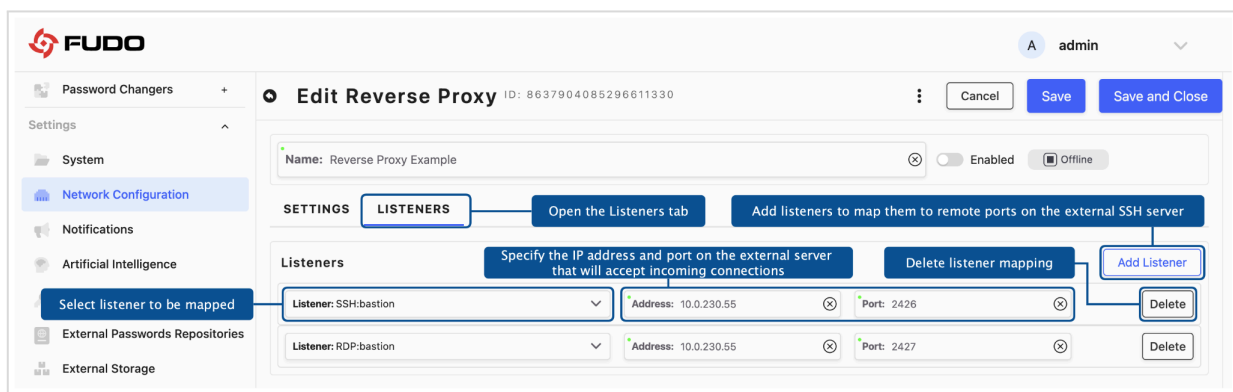 FUDO
A admin
Password Changers +
Edit Reverse Proxy ID: 8637904085296611330
Cancel
Save
Save and Close
Settings
System
Name: Reverse Proxy Example
Enabled
Offline
Network Configuration
SETTINGS
LISTENERS
Open the Listeners tab
Add listeners to map them to remote ports on the external SSH server
Notifications
Artificial Intelligence
Listeners
Specify the IP address and port on the external server
that will accept incoming connections
Delete listener mapping
Add Listener
Select listener to be mapped
Listener: SSH:bastion
Address: 10.0.230.55
Port: 2426
Delete
External Passwords Repositories
Listener: RDP:bastion
Address: 10.0.230.55
Port: 2427
Delete
External Storage